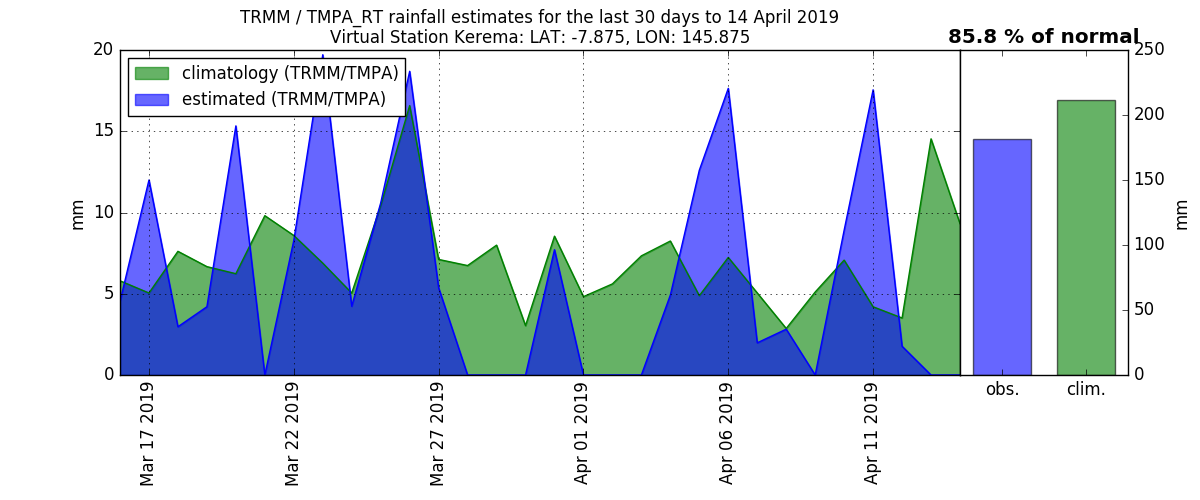 TRMM / TMPA_RT rainfall estimates for the last 30 days to 14 April 2019
Virtual Station Kerema: LAT: -7.875, LON: 145.875
85.8 % of normal
climatology (TRMM/TMPA)
estimated (TRMM/TMPA)
20
15
10
5
0
mm
Mar 17 2019
Mar 22 2019
Mar 27 2019
Apr 01 2019
Apr 06 2019
Apr 11 2019
obs.
clim.
250
200
150
100
50
0
mm